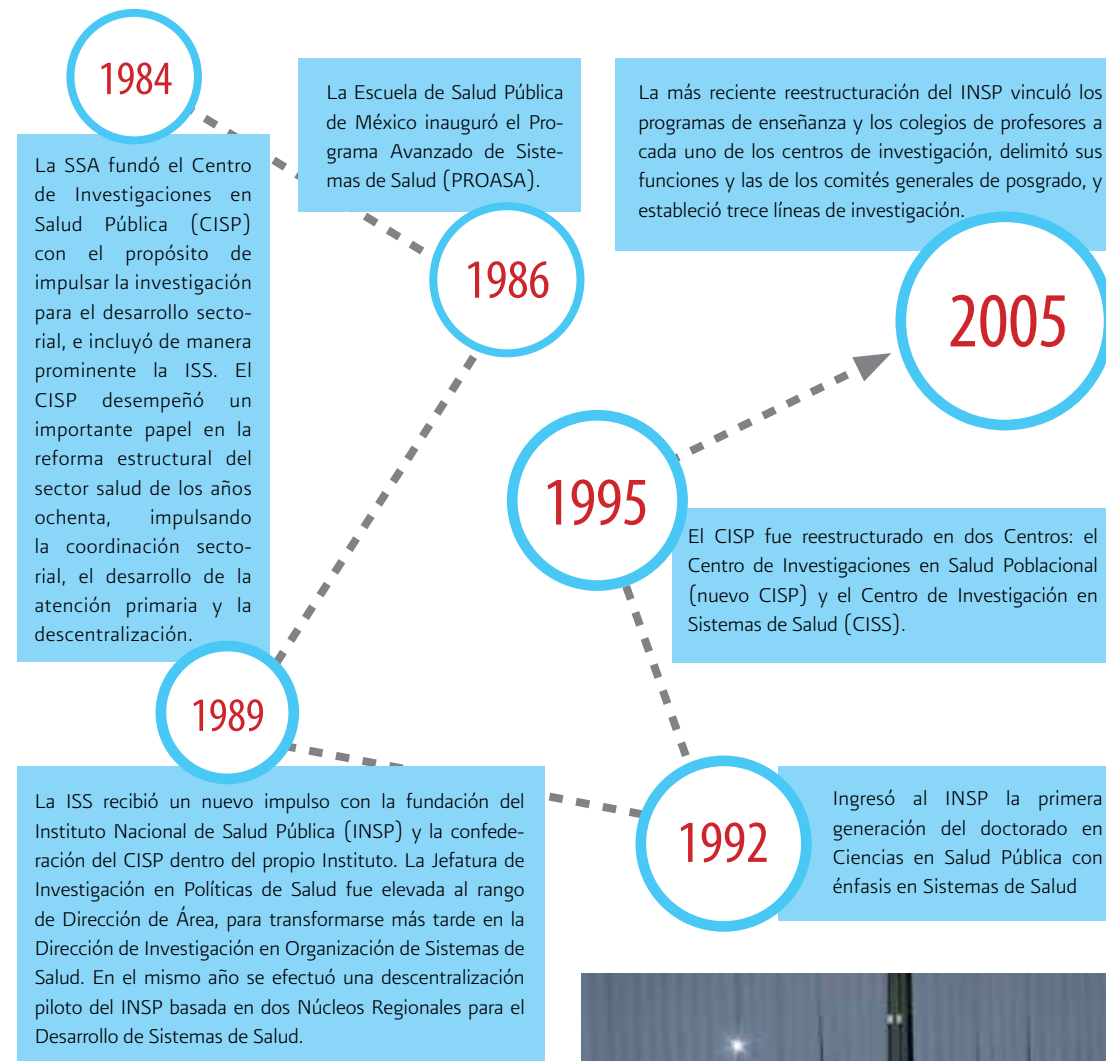 1984
La SSA fundó el Centro
de Investigaciones en
Salud Pública (CISP)
con el propósito de
impulsar la investigación
para el desarrollo secto-
rial, e incluyó de manera
prominente la ISS. El
CISP desempeñó un
importante papel en la
reforma estructural del
sector salud de los años
ochenta, impulsando
la coordinación secto-
rial, el desarrollo de la
atención primaria y la
descentralización.
La Escuela de Salud Pública
de México inauguró el Pro-
grama Avanzado de Siste-
mas de Salud (PROASA).
1986
1989
La ISS recibió un nuevo impulso con la fundación del
Instituto Nacional de Salud Pública (INSP) y la confede-
ración del CISP dentro del propio Instituto. La Jefatura de
Investigación en Políticas de Salud fue elevada al rango
de Dirección de Área, para transformarse más tarde en la
Dirección de Investigación en Organización de Sistemas de
Salud. En el mismo año se efectuó una descentralización
piloto del INSP basada en dos Núcleos Regionales para el
Desarrollo de Sistemas de Salud.
1992
Ingresó al INSP la primera
generación del doctorado en
Ciencias en Salud Pública con
énfasis en Sistemas de Salud
1995
El CISP fue reestructurado en dos Centros: el
Centro de Investigaciones en Salud Poblacional
(nuevo CISP) y el Centro de Investigación en
Sistemas de Salud (CISS).
La más reciente reestructuración del INSP vinculó los
programas de enseñanza y los colegios de profesores a
cada uno de los centros de investigación, delimitó sus
funciones y las de los comités generales de posgrado, y
estableció trece líneas de investigación.
2005